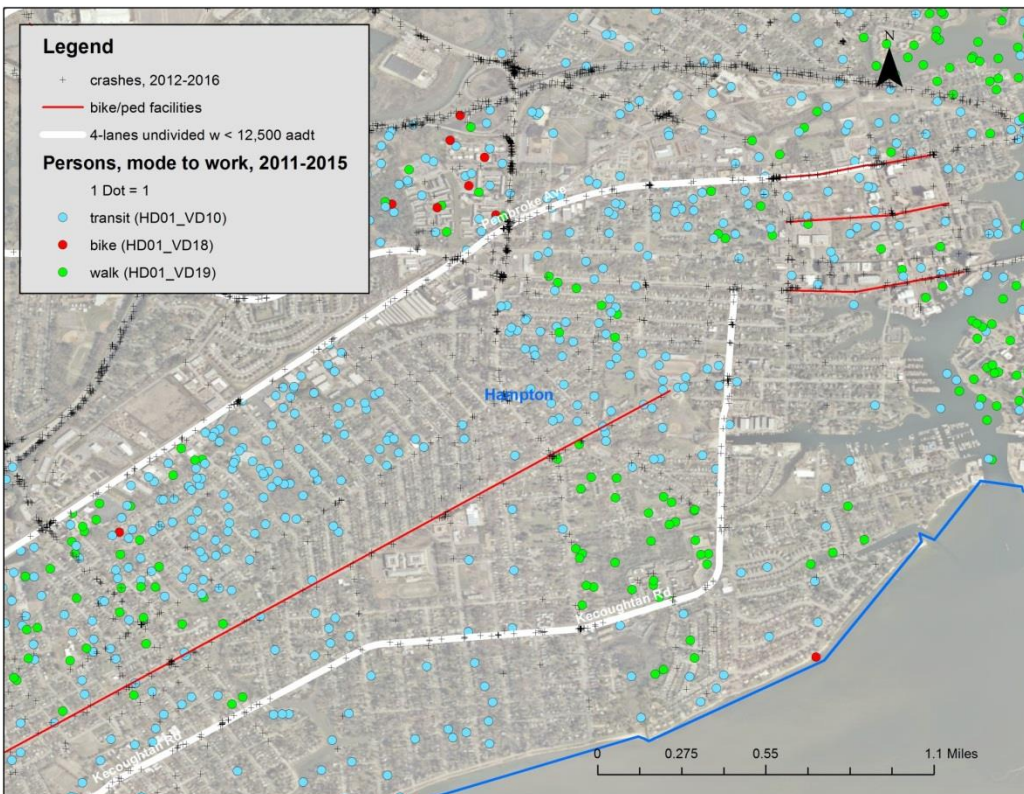 Legend
crashes, 2012-2016
bike/ped facilities
4-lanes undivided w < 12,500 aadt
Persons, mode to work, 2011-2015
1 Dot = 1
transit (HD01_VD10)
bike (HD01_VD18)
walk (HD01_VD19)
N
Pembroke Ave
Hampton
Kecoughtan Rd
Kecoughtan Rd
0 0.275 0.55 1.1 Miles